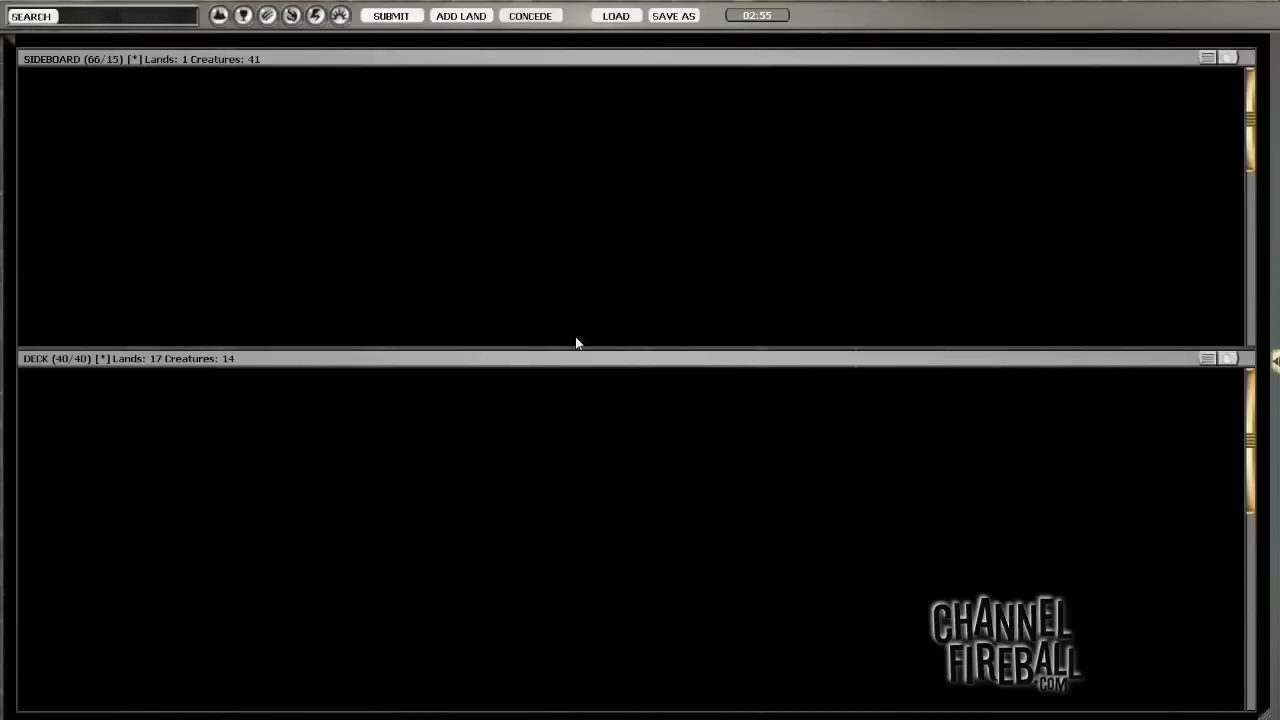 SEARCH SUBMIT ADD LAND CONCEDE LOAD SAVE AS 02:55
SIDEBOARD (66/15) [*] Lands: 1 Creatures: 41
DECK (40/40) [*] Lands: 17 Creatures: 14
CHANNEL
FIREBALL
.COM